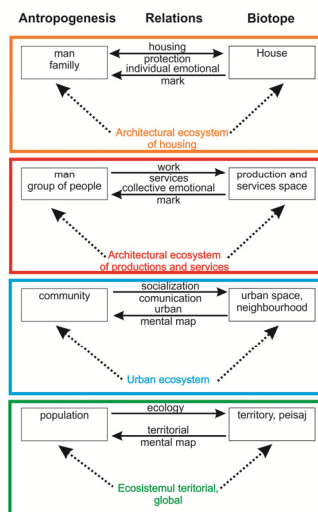 Antropogenesis Relations Biotope
man
familly
housing
protection
individual emotional
mark
House
Architectural ecosystem
of housing
man
group of people
work
services
collective emotional
mark
production and
services space
Architectural ecosystem
of productions and services
community
socialization
comunication
urban
mental map
urban space,
neighbourhood
Urban ecosystem
population
ecology
territorial
mental map
territory, peisaj
Ecosistemul teritorial,
global